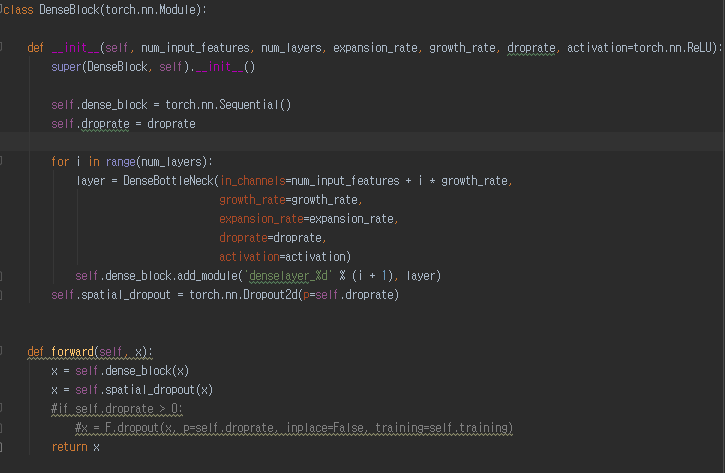 class DenseBlock(torch.nn.Module):
def __init__(self, num_input_features, num_layers, expansion_rate, growth_rate, droprate, activation=torch.nn.ReLU):
super(DenseBlock, self).__init__()
self.dense_block = torch.nn.Sequential()
self.droprate = droprate
for i in range(num_layers):
layer = DenseBottleNeck(in_channels=num_input_features + i * growth_rate,
growth_rate=growth_rate,
expansion_rate=expansion_rate,
droprate=droprate,
activation=activation)
self.dense_block.add_module('denselayer_%d' % (i + 1), layer)
self.spatial_dropout = torch.nn.Dropout2d(p=self.droprate)
def forward(self, x):
x = self.dense_block(x)
x = self.spatial_dropout(x)
#if self.droprate > 0:
#x = F.dropout(x, p=self.droprate, inplace=False, training=self.training)
return x